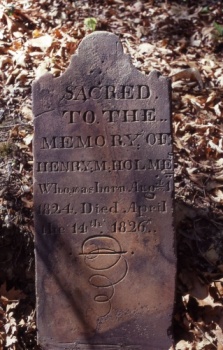 SACRED
TO THE
MEMORY OF
HENRY M. HOLME
Who was born Aug
1824. Died April
the 14th 1826.